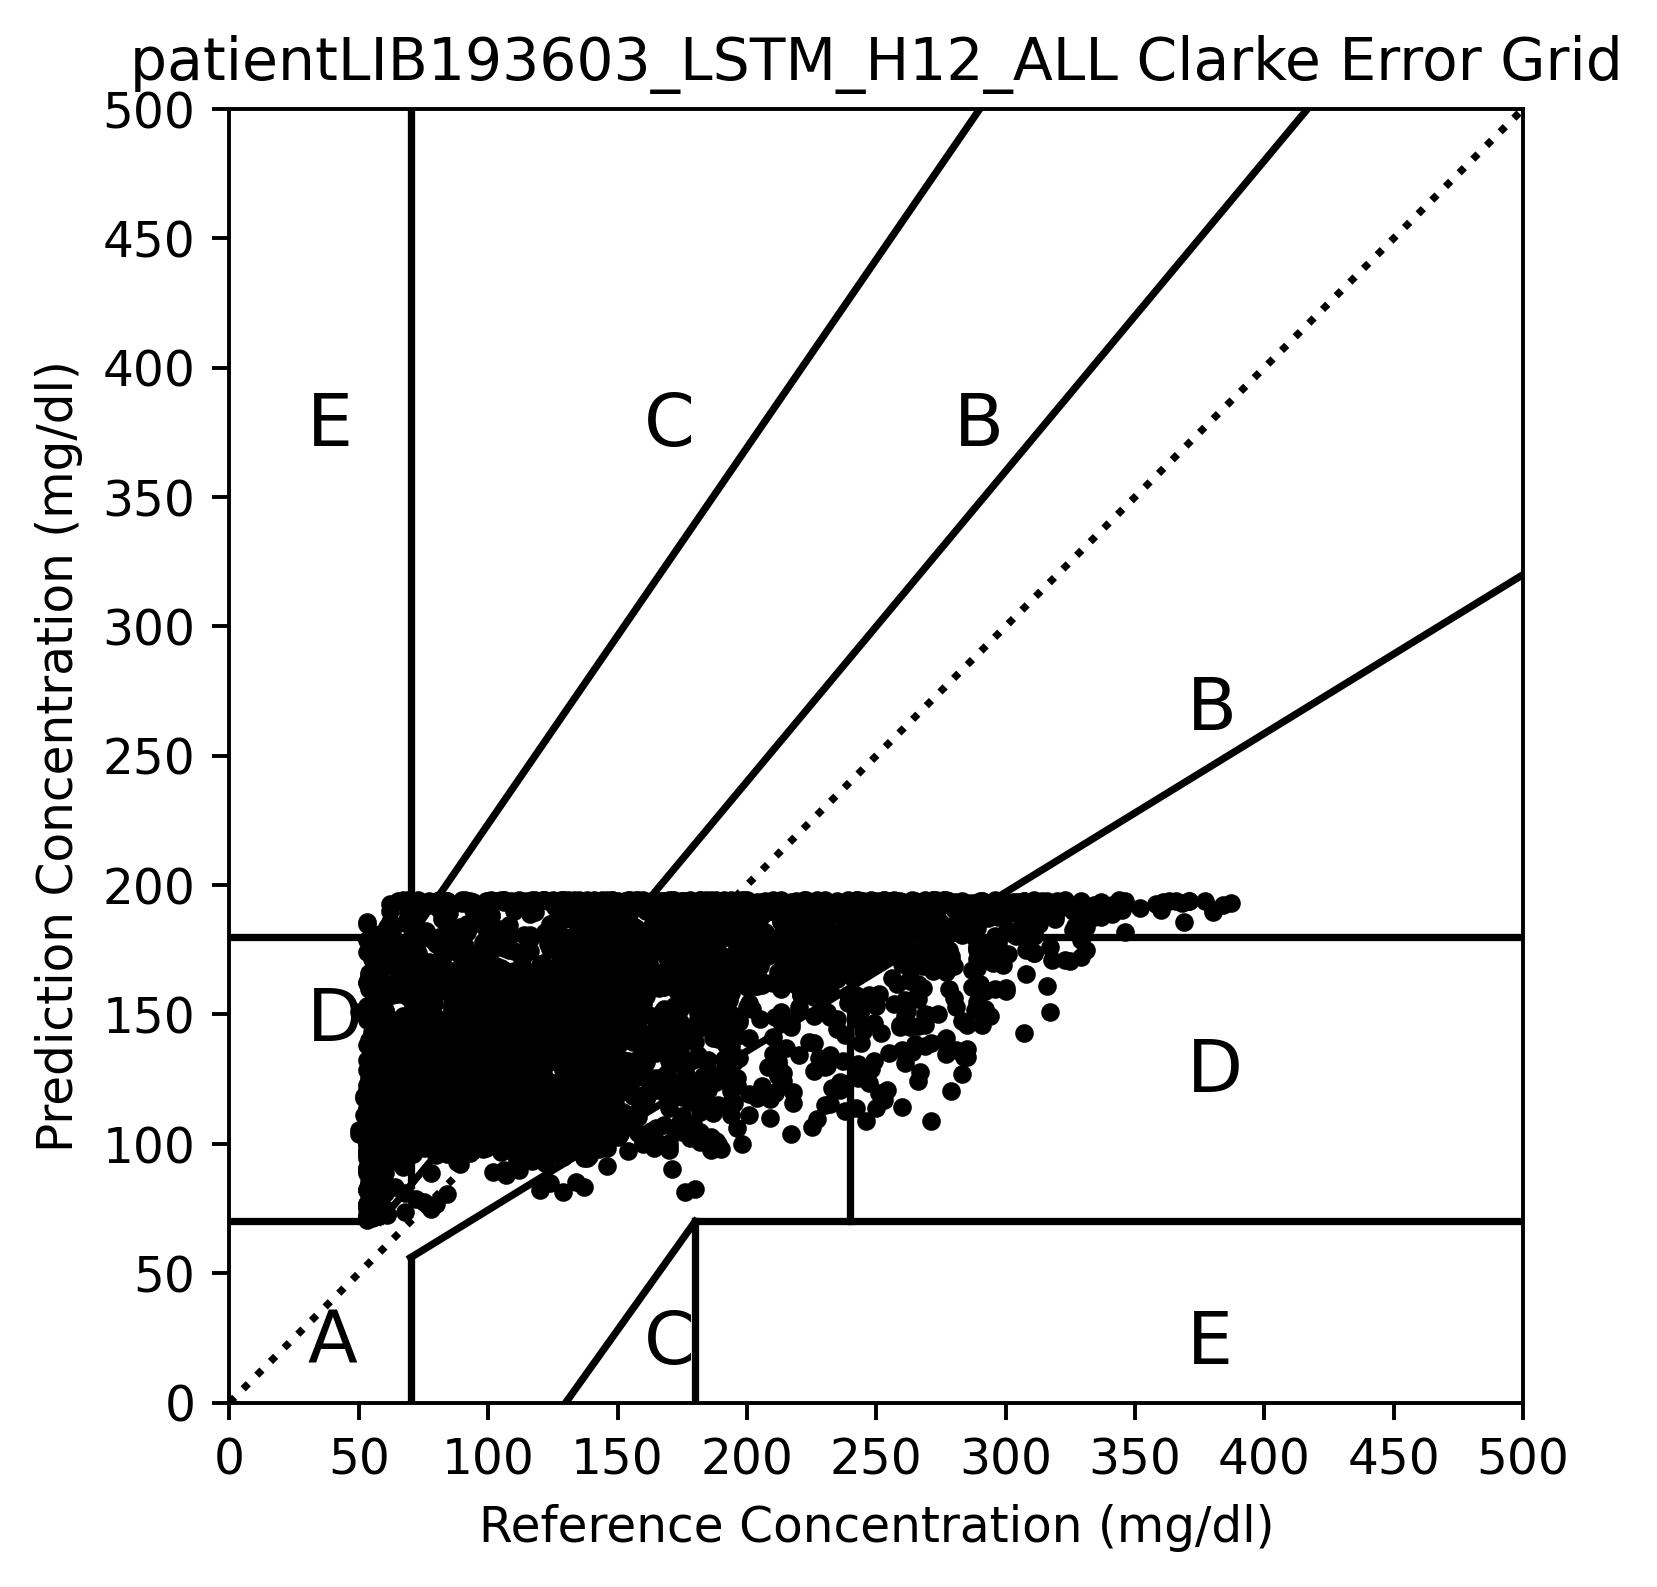 patientLIB193603_LSTM_H12_ALL Clarke Error Grid
500
450
400
350
300
250
200
150
100
50
0
Prediction Concentration (mg/dl)
E
C
B
B
D
D
A
C
E
0 50 100 150 200 250 300 350 400 450 500
Reference Concentration (mg/dl)